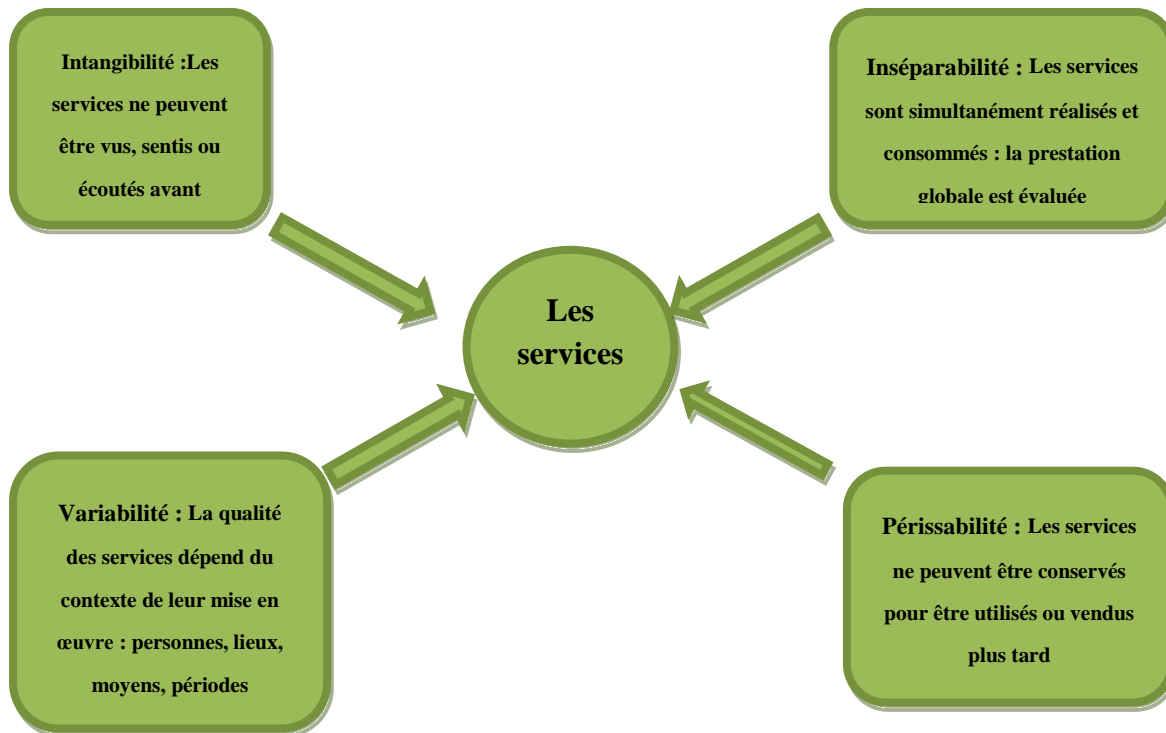 Intangibilité :Les
services ne peuvent
être vus, sentis ou
écoutés avant
Inséparabilité : Les services
sont simultanément réalisés et
consommés : la prestation
globale est évaluée
Les
services
Variabilité : La qualité
des services dépend du
contexte de leur mise en
œuvre : personnes, lieux,
moyens, périodes
Périssabilité : Les services
ne peuvent être conservés
pour être utilisés ou vendus
plus tard